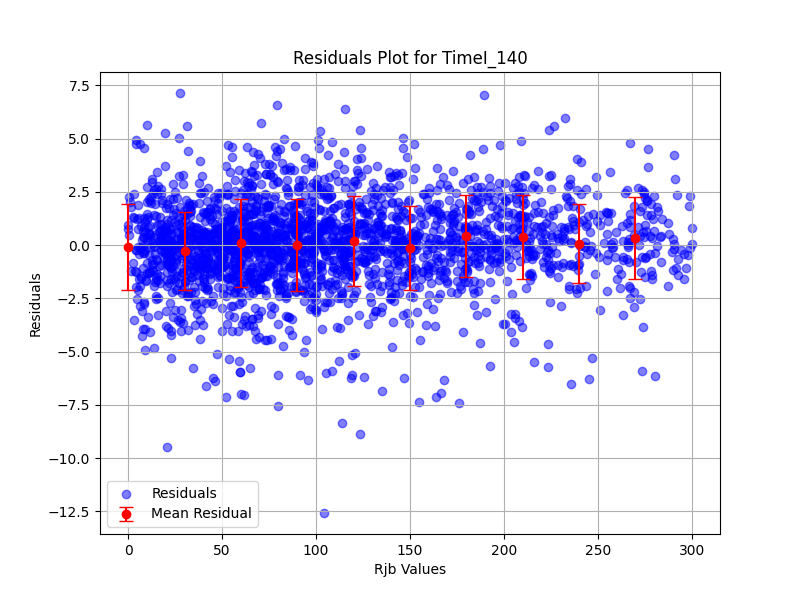 Residuals Plot for TimeI_140
7.5
5.0
2.5
0.0
−2.5
−5.0
−7.5
−10.0
−12.5
Residuals
Residuals
Mean Residual
0 50 100 150 200 250 300
Rjb Values